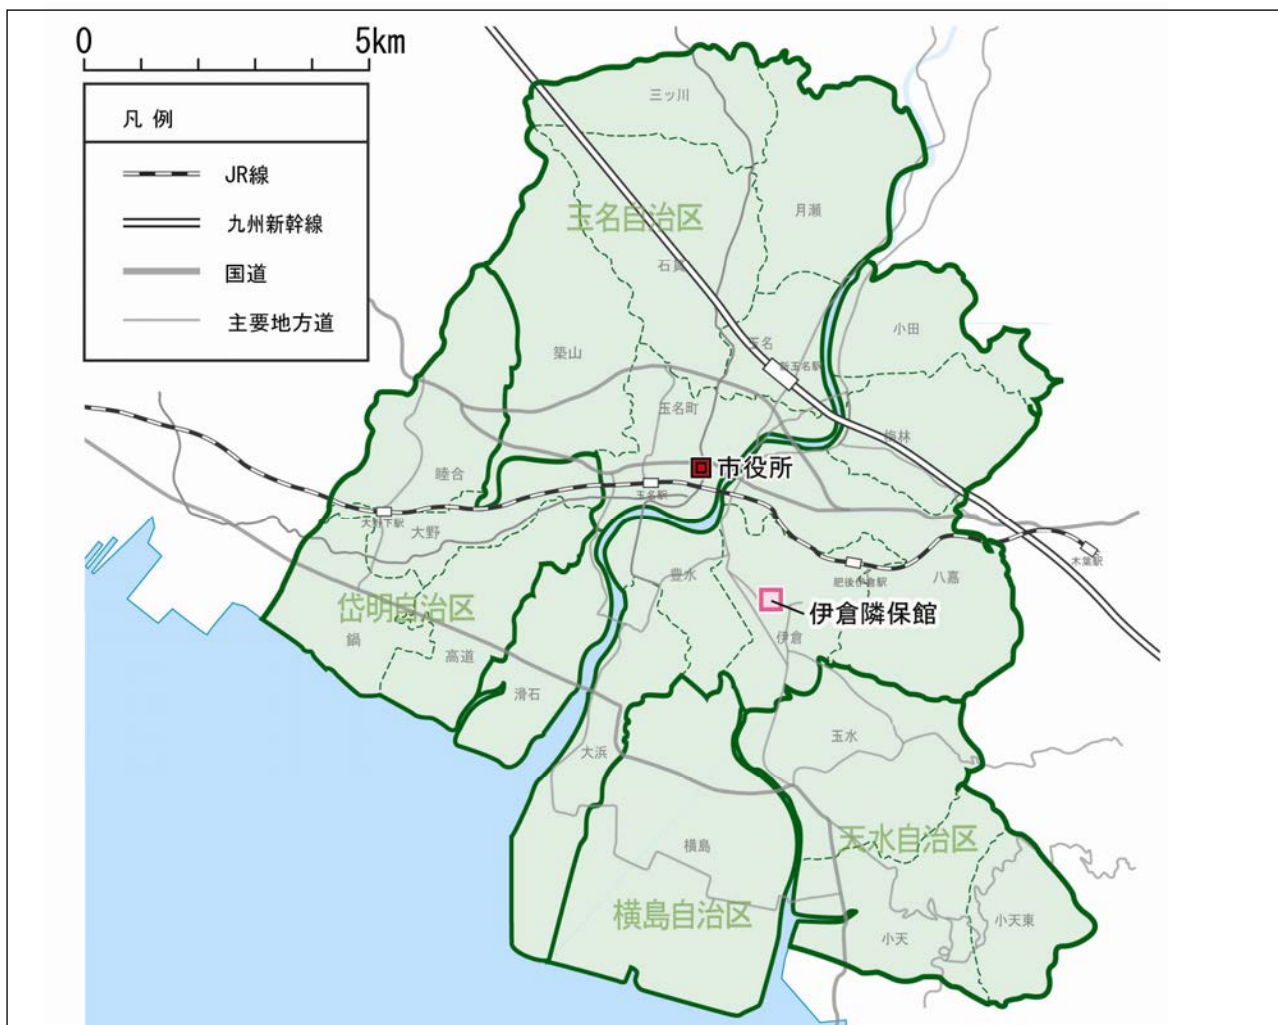 0 5km
凡 例
JR線
九州新幹線
国道
主要地方道
三ッ川
月瀬
玉名自治区
石貫
小田
玉名
築山
新玉名駅
玉名町
梅林
市役所
睦合
玉名駅
大野下駅
大野
木葉駅
豊水
肥後伊倉駅
八嘉
岱明自治区
伊倉隣保館
鍋
伊倉
高道
滑石
玉水
大浜
天水自治区
横島
横島自治区
小天東
小天